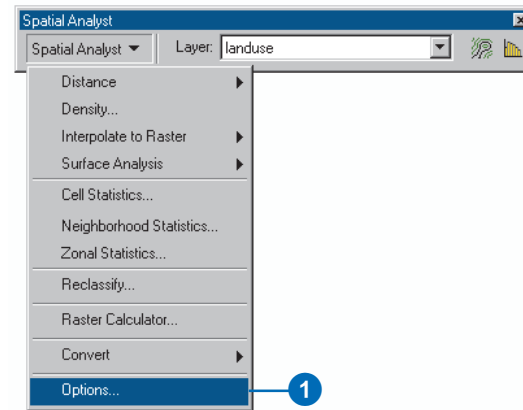 Spatial Analyst
Spatial Analyst Layer: landuse
Distance
Density...
Interpolate to Raster
Surface Analysis
Cell Statistics...
Neighborhood Statistics...
Zonal Statistics...
Reclassify...
Raster Calculator...
Convert
Options... 1